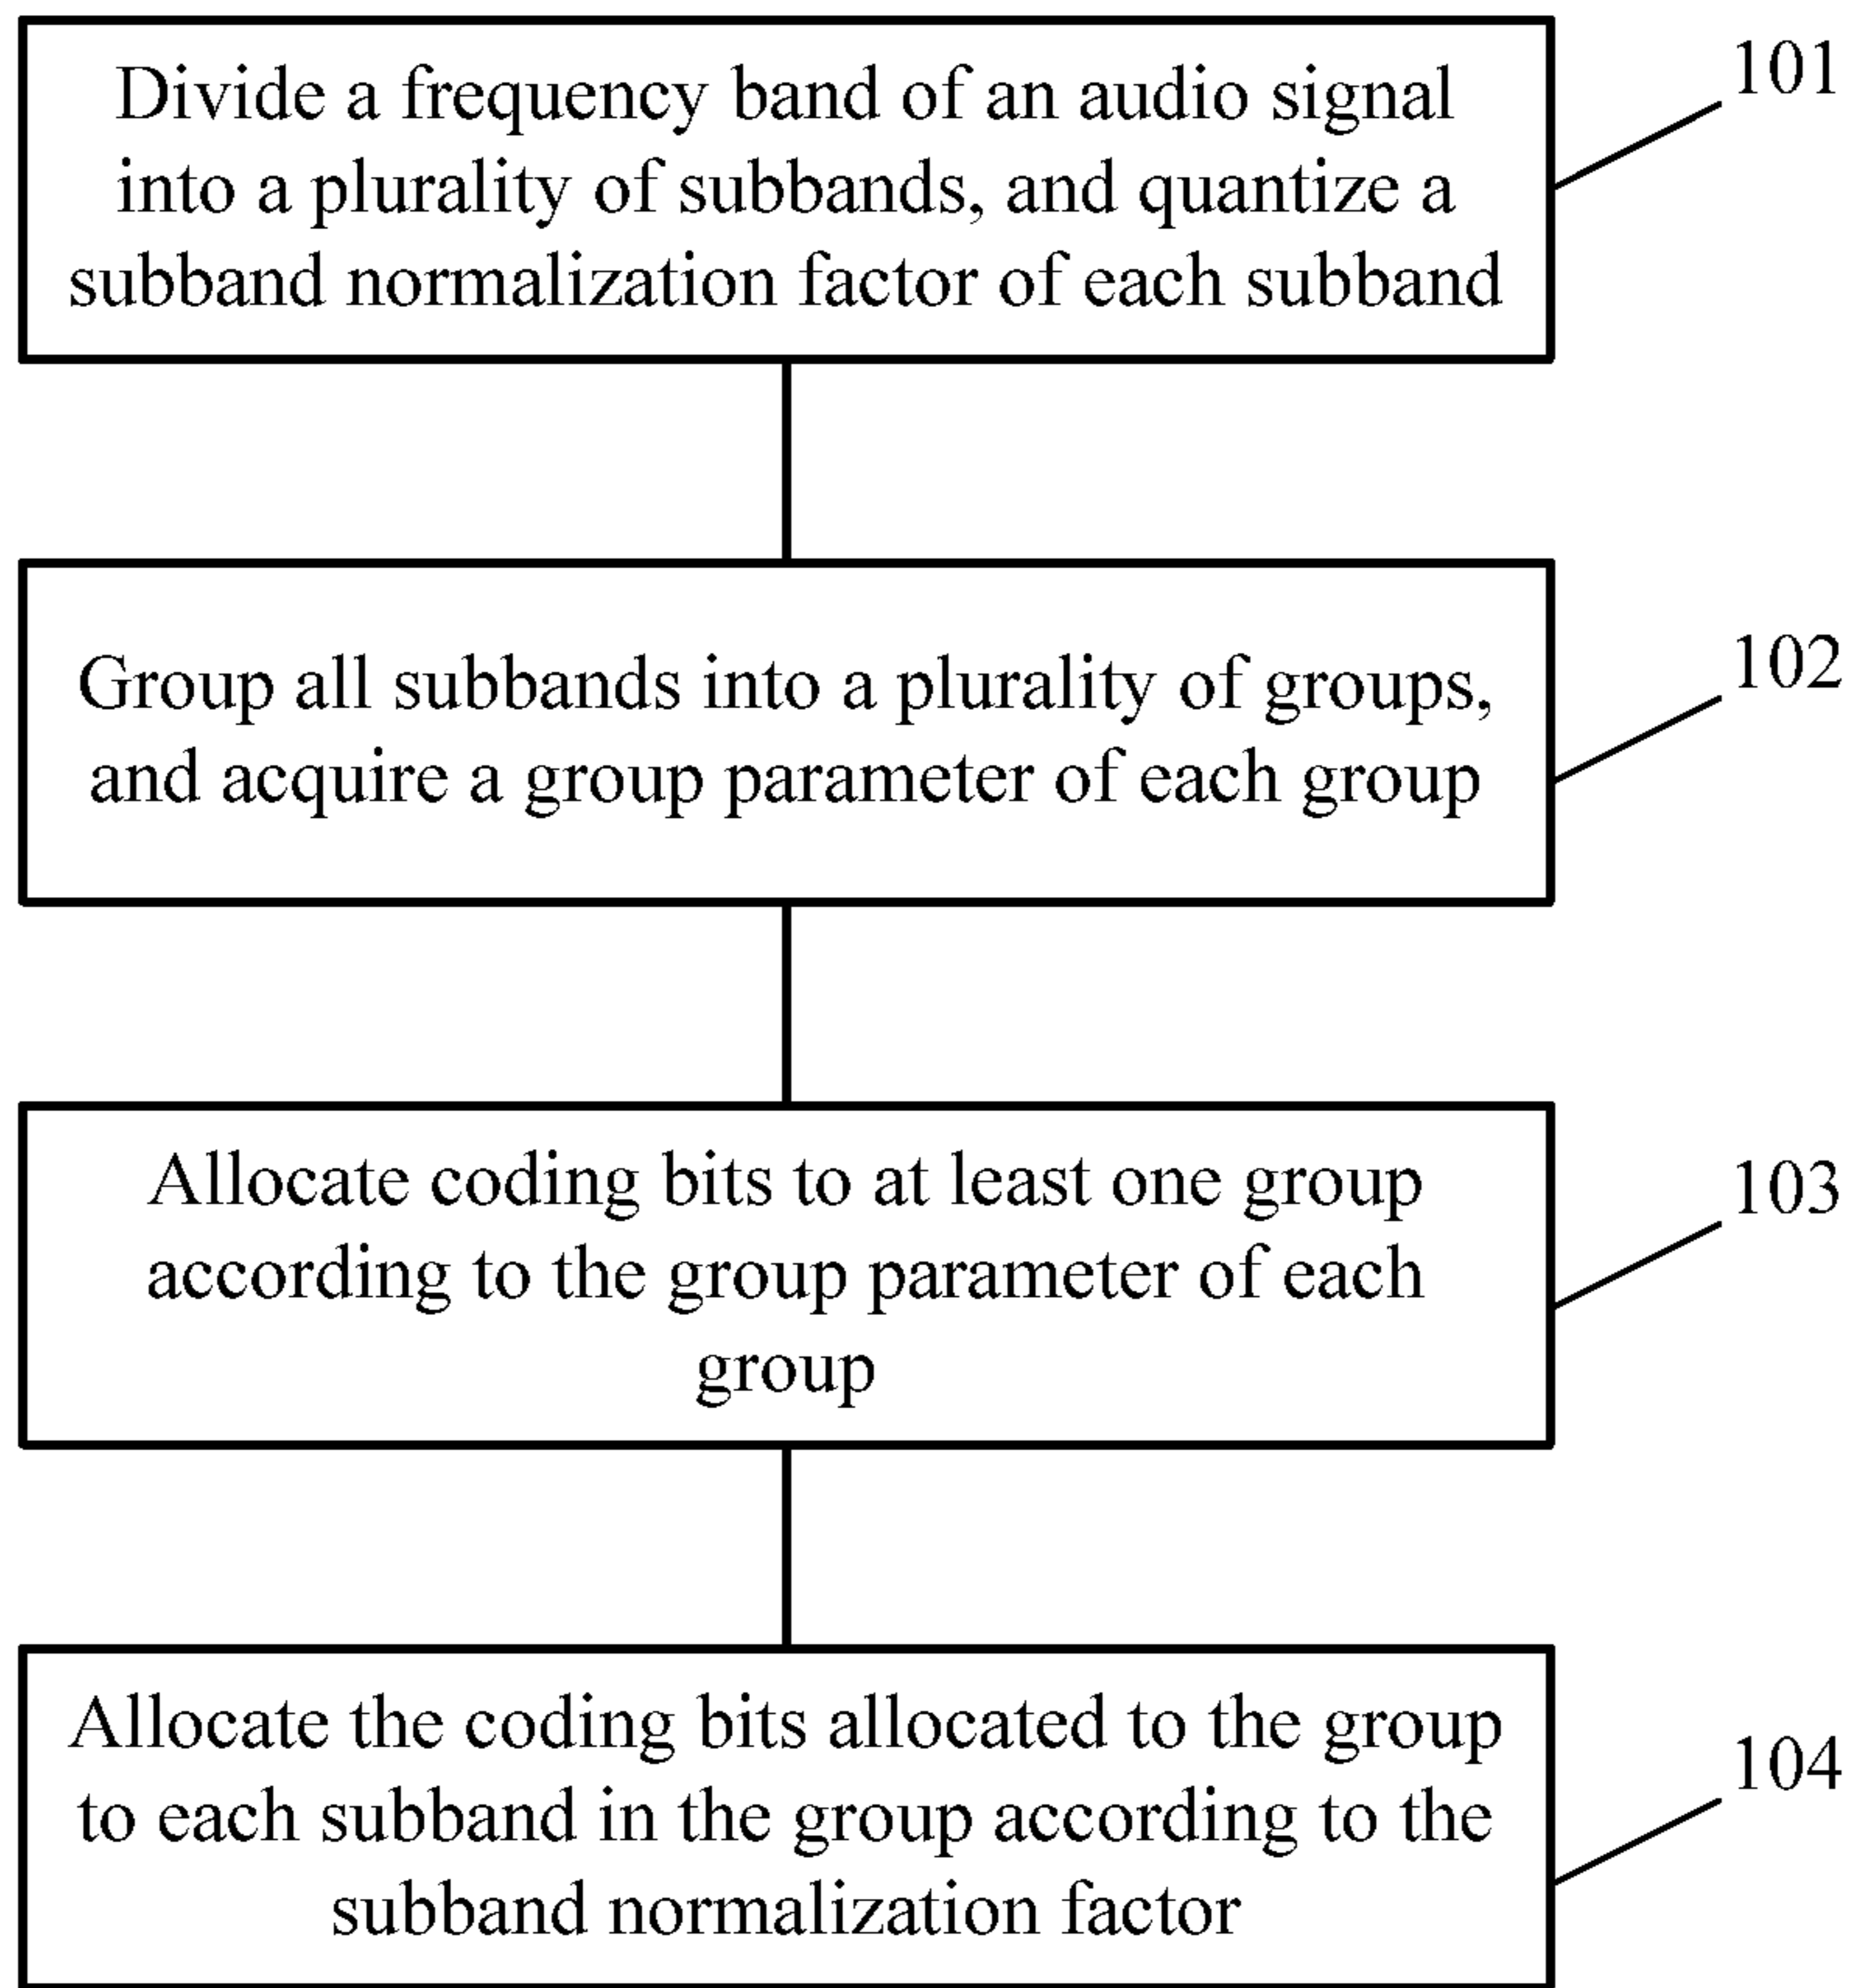 Divide a frequency band of an audio signal
into a plurality of subbands, and quantize a
subband normalization factor of each subband
101
Group all subbands into a plurality of groups,
and acquire a group parameter of each group
102
Allocate coding bits to at least one group
according to the group parameter of each
group
103
Allocate the coding bits allocated to the group
to each subband in the group according to the
subband normalization factor
104